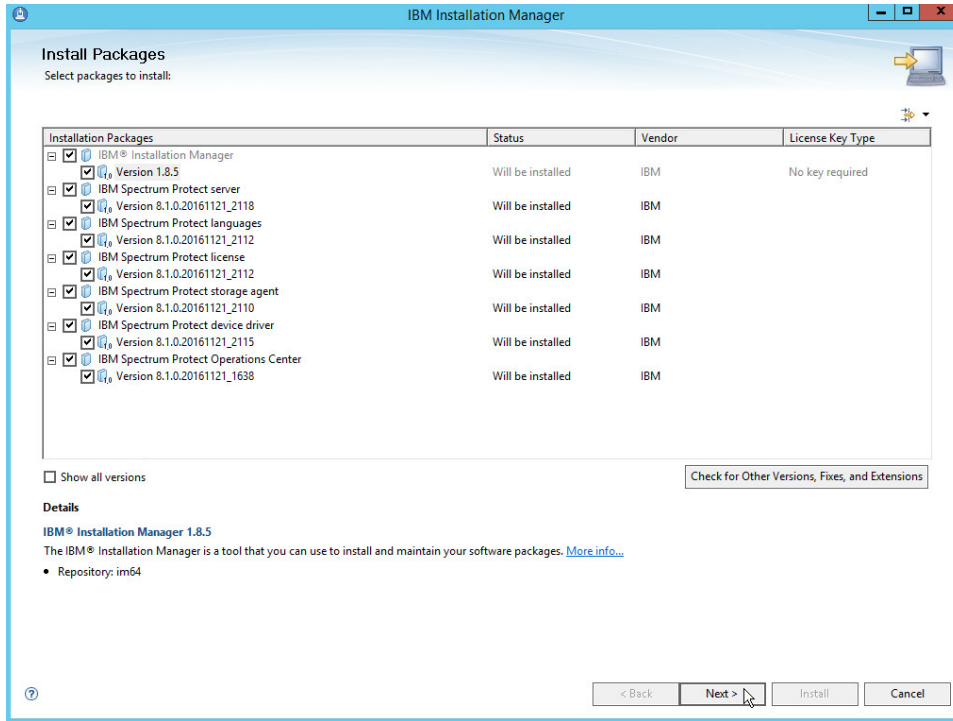 IBM Installation Manager
Install Packages
Select packages to install:
Installation Packages Status Vendor License Key Type
IBM® Installation Manager
Version 1.8.5 Will be installed IBM No key required
IBM Spectrum Protect server
Version 8.1.0.20161121_2118 Will be installed IBM
IBM Spectrum Protect languages
Version 8.1.0.20161121_2112 Will be installed IBM
IBM Spectrum Protect license
Version 8.1.0.20161121_2112 Will be installed IBM
IBM Spectrum Protect storage agent
Version 8.1.0.20161121_2110 Will be installed IBM
IBM Spectrum Protect device driver
Version 8.1.0.20161121_2115 Will be installed IBM
IBM Spectrum Protect Operations Center
Version 8.1.0.20161121_1638 Will be installed IBM
Show all versions Check for Other Versions, Fixes, and Extensions
Details
IBM® Installation Manager 1.8.5
The IBM® Installation Manager is a tool that you can use to install and maintain your software packages. More info...
• Repository: im64
? < Back Next > Install Cancel